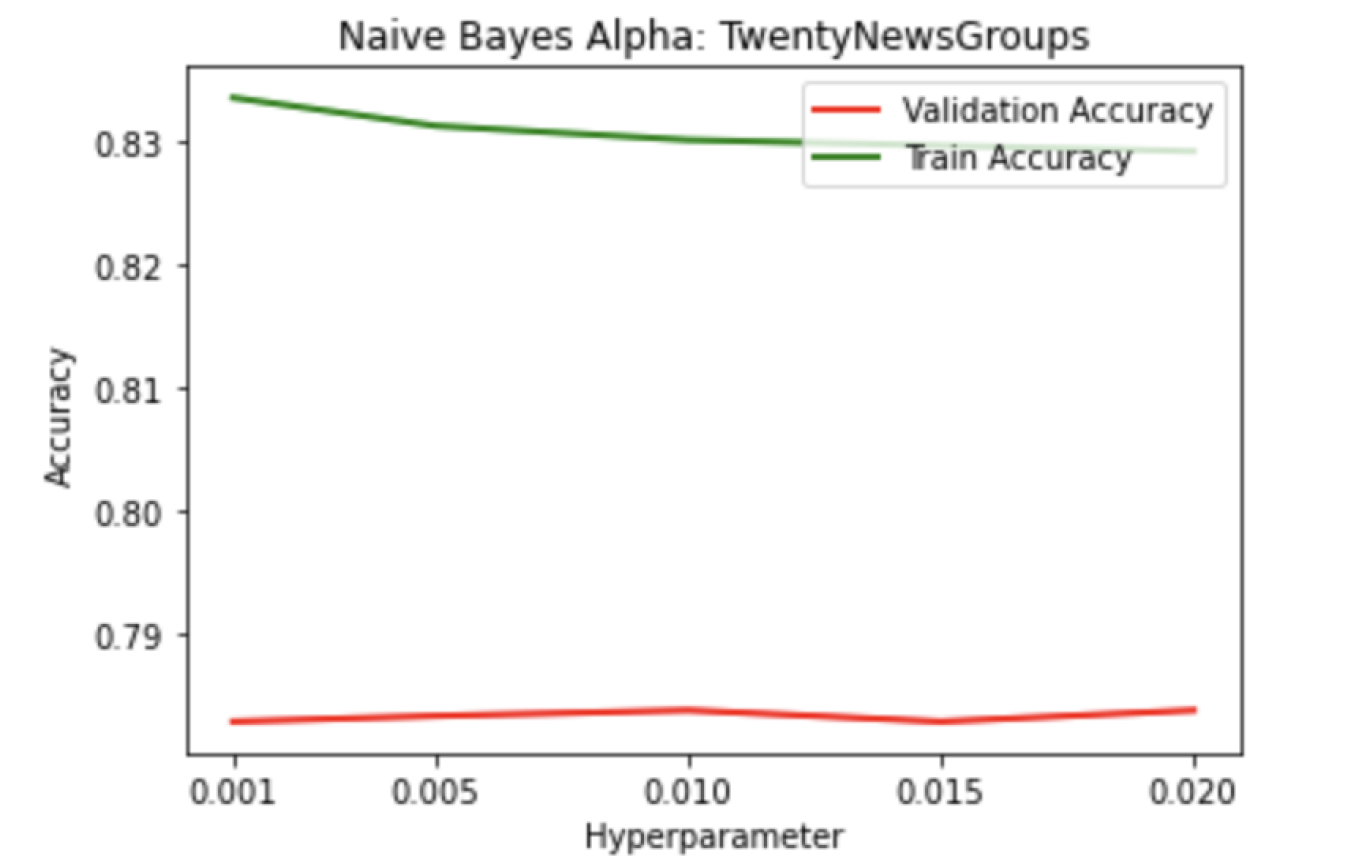 Naive Bayes Alpha: TwentyNewsGroups
Validation Accuracy
Train Accuracy
0.83
0.82
0.81
0.80
0.79
Accuracy
0.001 0.005 0.010 0.015 0.020
Hyperparameter